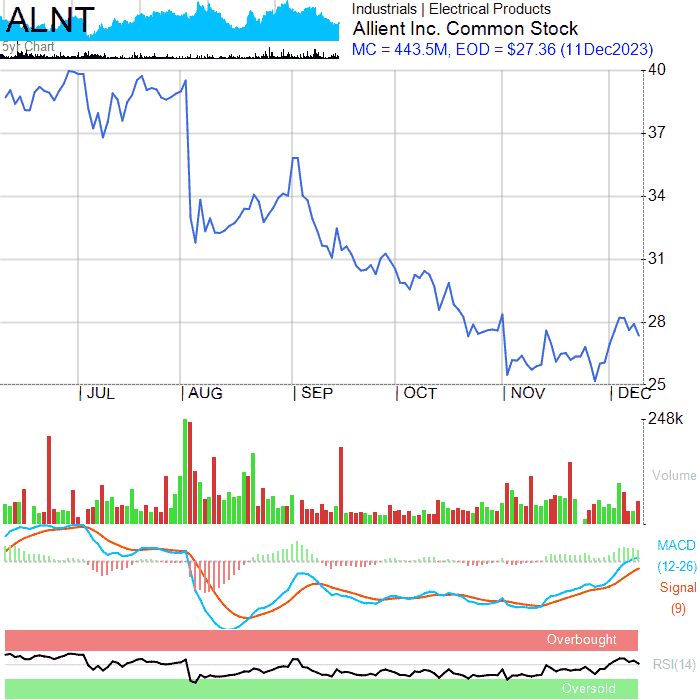 ALNT
5yr Chart
Industrials | Electrical Products
Allient Inc. Common Stock
MC = 443.5M, EOD = $27.36 (11Dec2023)
40
37
34
31
28
25
| JUL | AUG | SEP | OCT | NOV | DEC
248k
Volume
MACD
(12-26)
Signal
(9)
Overbought
RSI(14)
Oversold